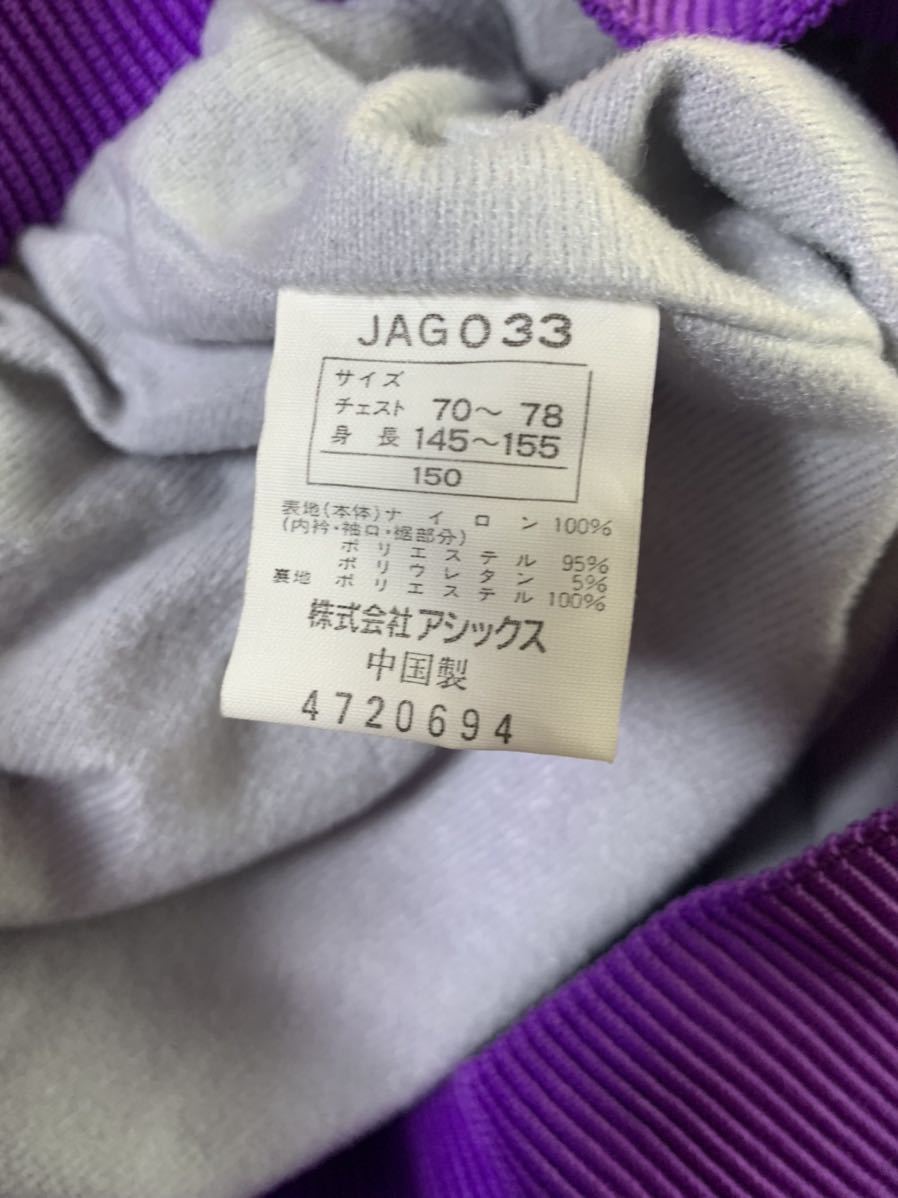 JAG033
サイズ
チェスト 70〜 78
身 長 145〜155
150
表地(本体)ナ イ ロ ン 100%
(内衿・袖口・裾部分)
ポ リ エ ス テ ル 95%
ポ リ ウ レ タ ン 5%
裏地 ポ リ エ ス テ ル 100%
株式会社アシックス
中国製
4720694